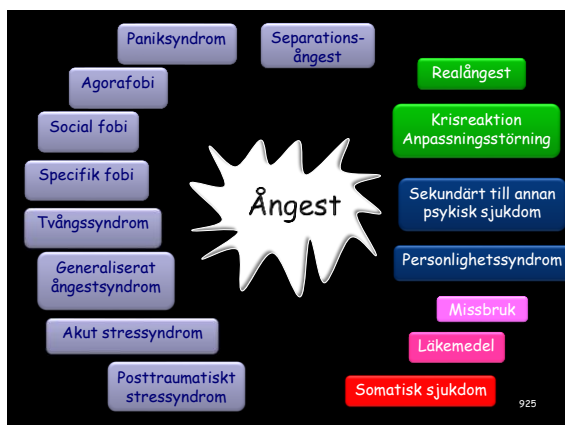 Paniksyndrom
Separations-
ångest
Agorafobi
Social fobi
Specifik fobi
Tvångssyndrom
Generaliserat
ångestsyndrom
Akut stressyndrom
Posttraumatiskt
stressyndrom
Ångest
Realångest
Krisreaktion
Anpassningsstörning
Sekundärt till annan
psykisk sjukdom
Personlighetssyndrom
Missbruk
Läkemedel
Somatisk sjukdom
925